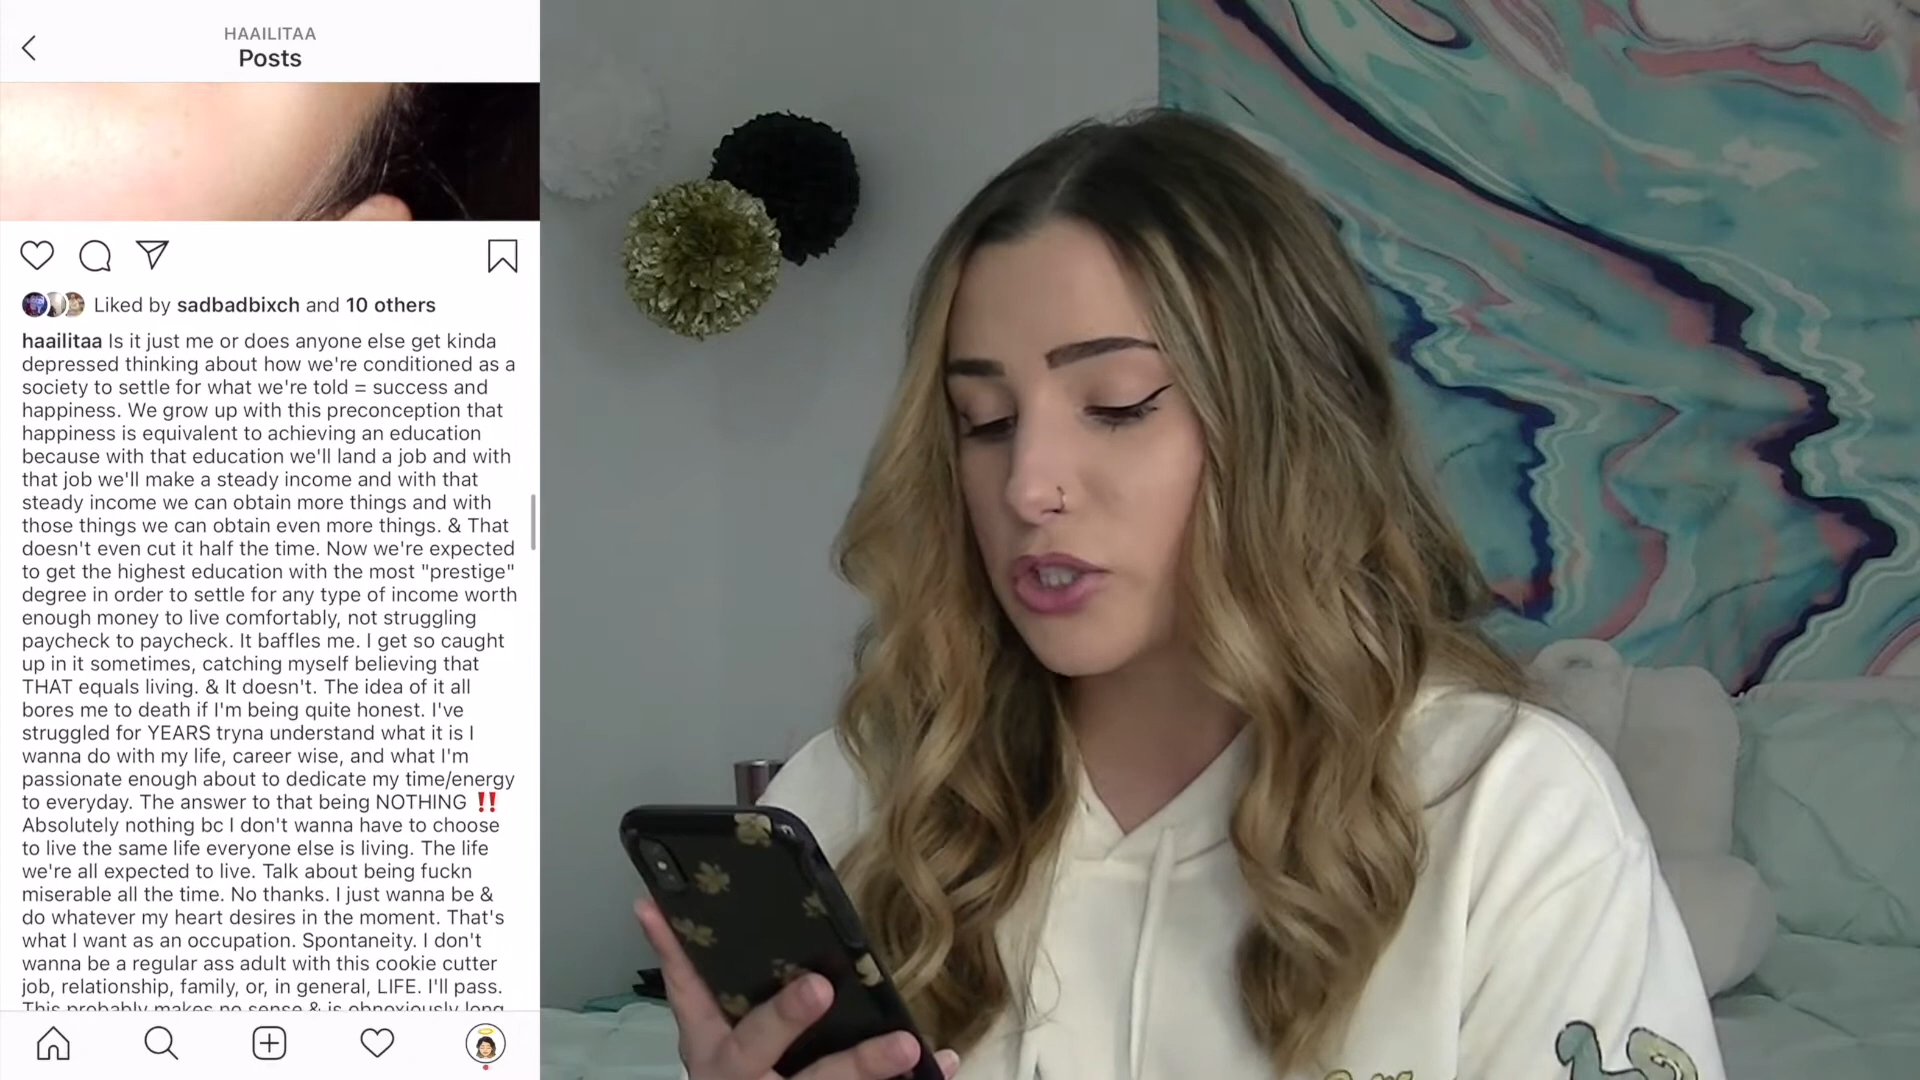 HAAILITAA
Posts
Liked by sadbadbixch and 10 others
haailitaa Is it just me or does anyone else get kinda
depressed thinking about how we're conditioned as a
society to settle for what we're told = success and
happiness. We grow up with this preconception that
happiness is equivalent to achieving an education
because with that education we'll land a job and with
that job we'll make a steady income and with that
steady income we can obtain more things and with
those things we can obtain even more things. & That
doesn't even cut it half the time. Now we're expected
to get the highest education with the most "prestige"
degree in order to settle for any type of income worth
enough money to live comfortably, not struggling
paycheck to paycheck. It baffles me. I get so caught
up in it sometimes, catching myself believing that
THAT equals living. & It doesn't. The idea of it all
bores me to death if I'm being quite honest. I've
struggled for YEARS tryna understand what it is I
wanna do with my life, career wise, and what I'm
passionate enough about to dedicate my time/energy
to everyday. The answer to that being NOTHING ‼️
Absolutely nothing bc I don't wanna have to choose
to live the same life everyone else is living. The life
we're all expected to live. Talk about being fuckn
miserable all the time. No thanks. I just wanna be &
do whatever my heart desires in the moment. That's
what I want as an occupation. Spontaneity. I don't
wanna be a regular ass adult with this cookie cutter
job, relationship, family, or, in general, LIFE. I'll pass.
This probably makes no sense & is obnoxiously long